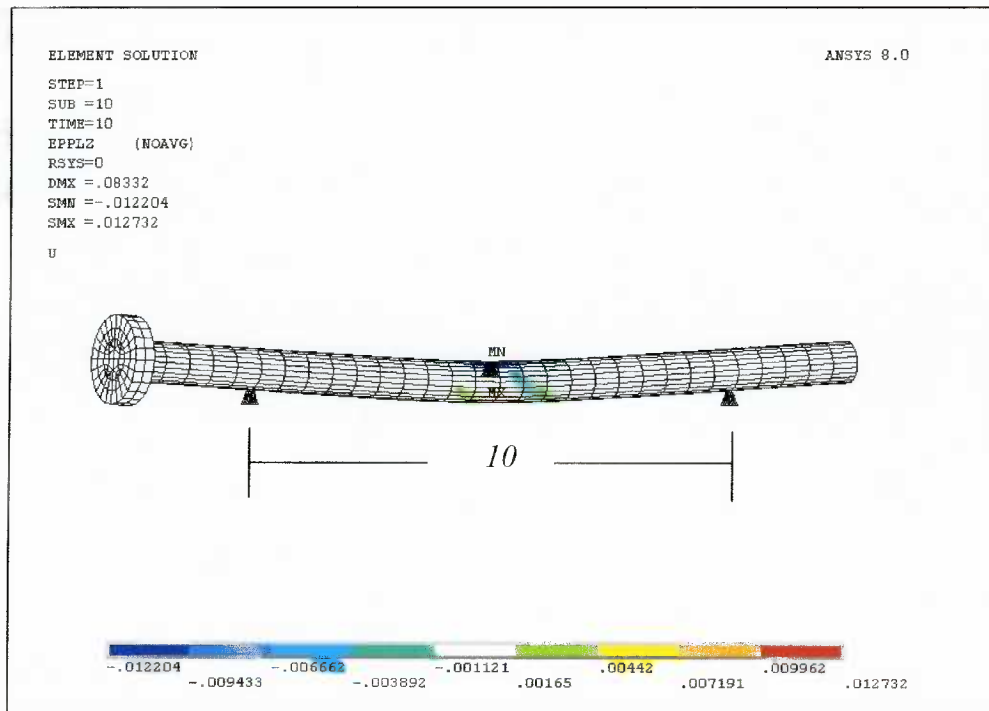 ELEMENT SOLUTION
ANSYS 8.0
STEP=1
SUB =10
TIME=10
EPPLZ (NOAVG)
RSYS=0
DMX =.08332
SMN =-.012204
SMX =.012732
U
MN
MX
10
-.012204 -.006662 -.001121 .00442 .009962
-.009433 -.003892 .00165 .007191 .012732